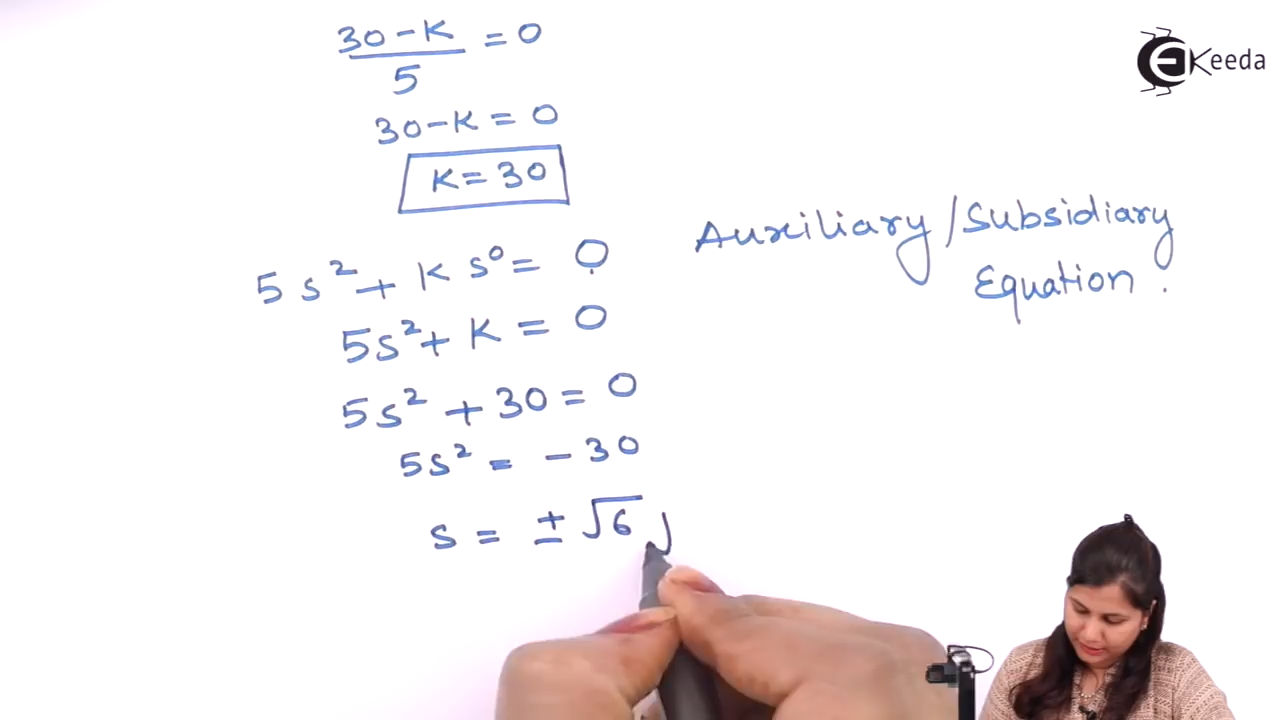 30 - K / 5 = 0
30 - K = 0
K = 30
5s² + K s⁰ = 0
5s² + K = 0
5s² + 30 = 0
5s² = - 30
s = ± √6 j
Auxiliary / Subsidiary
Equation .
EKeeda